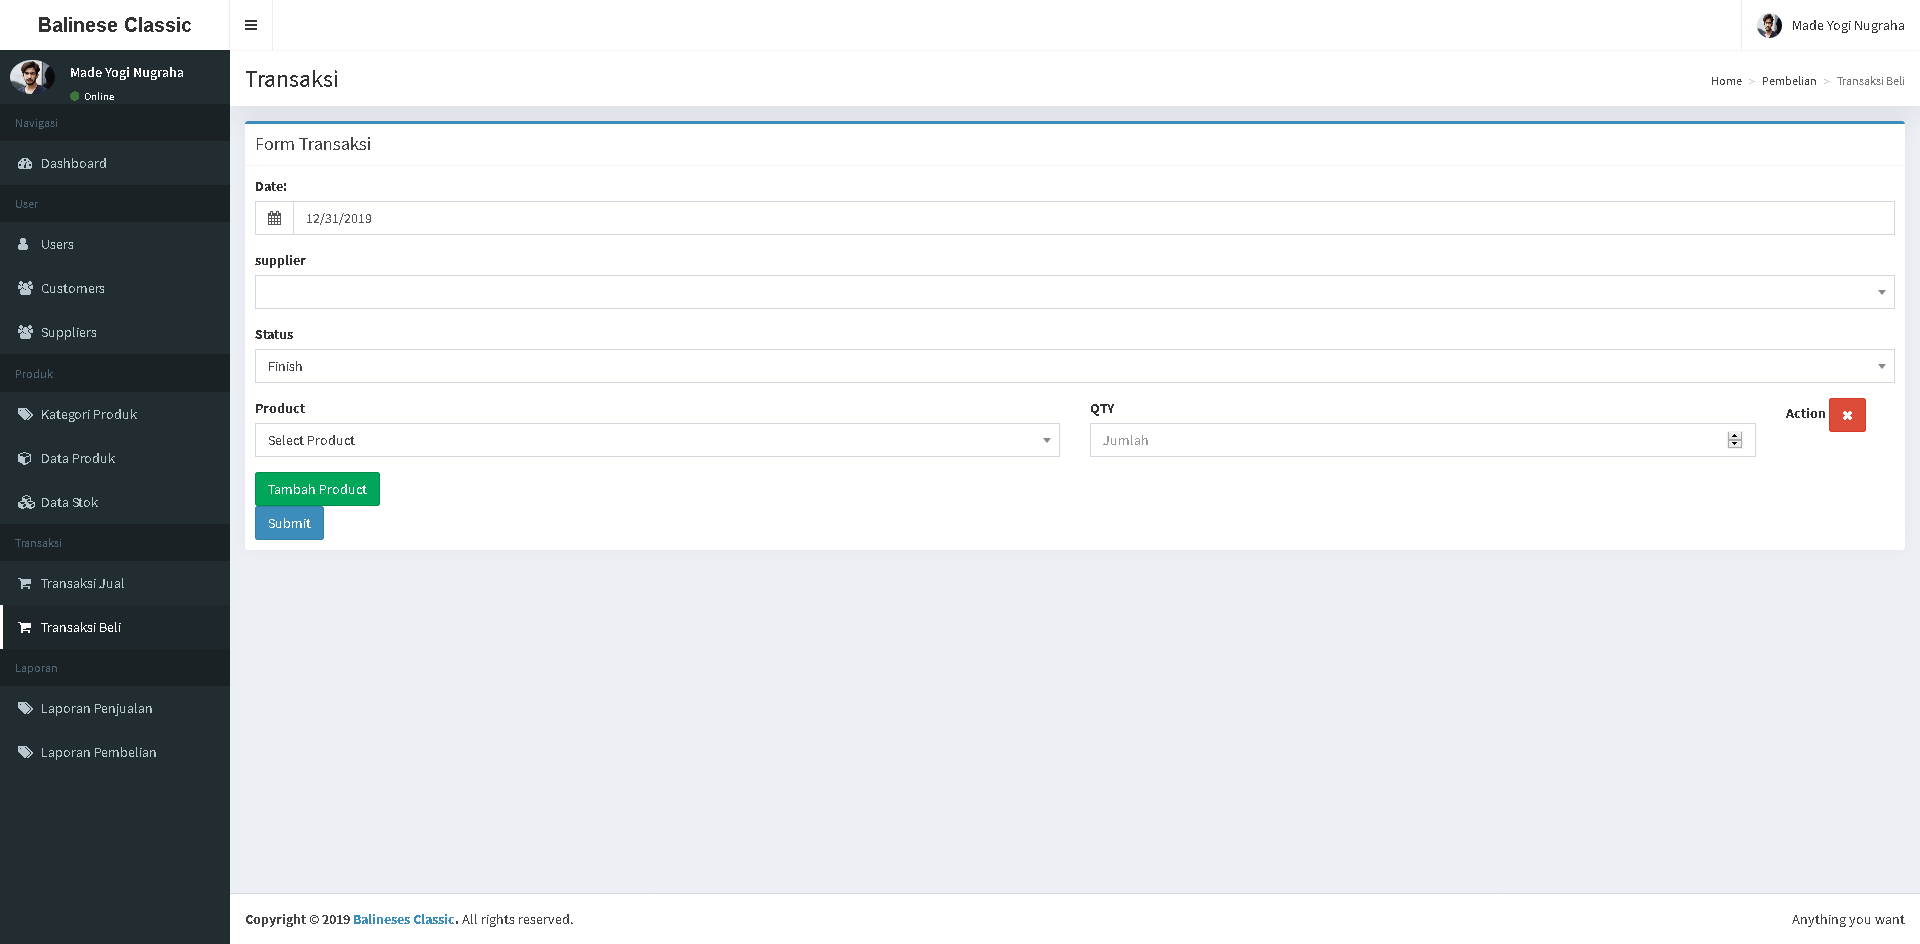 Balinese Classic
Made Yogi Nugraha
Made Yogi Nugraha
Online
Navigasi
Dashboard
User
Users
Customers
Suppliers
Produk
Kategori Produk
Data Produk
Data Stok
Transaksi
Transaksi Jual
Transaksi Beli
Laporan
Laporan Penjualan
Laporan Pembelian
Transaksi
Home > Pembelian > Transaksi Beli
Form Transaksi
Date:
12/31/2019
supplier
Status
Finish
Product QTY Action
Select Product Jumlah
Tambah Product
Submit
Copyright © 2019 Balineses Classic. All rights reserved.
Anything you want